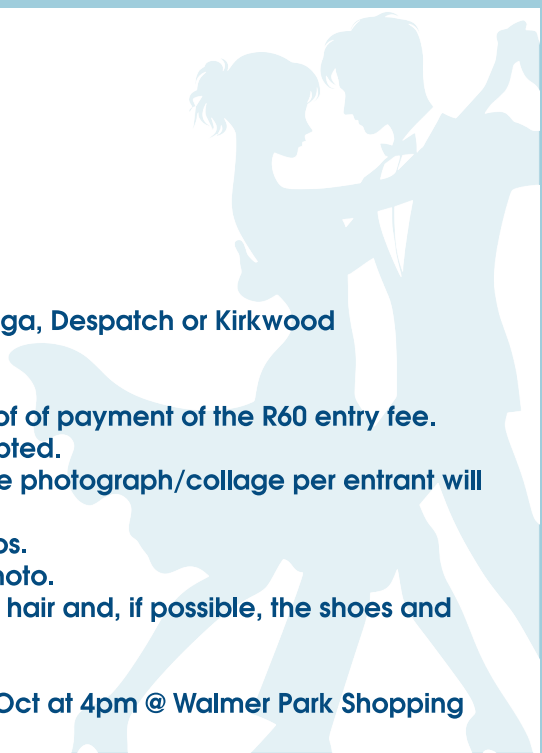 ga, Despatch or Kirkwood
of of payment of the R60 entry fee.
pted.
e photograph/collage per entrant will
os.
hoto.
hair and, if possible, the shoes and
Oct at 4pm @ Walmer Park Shopping